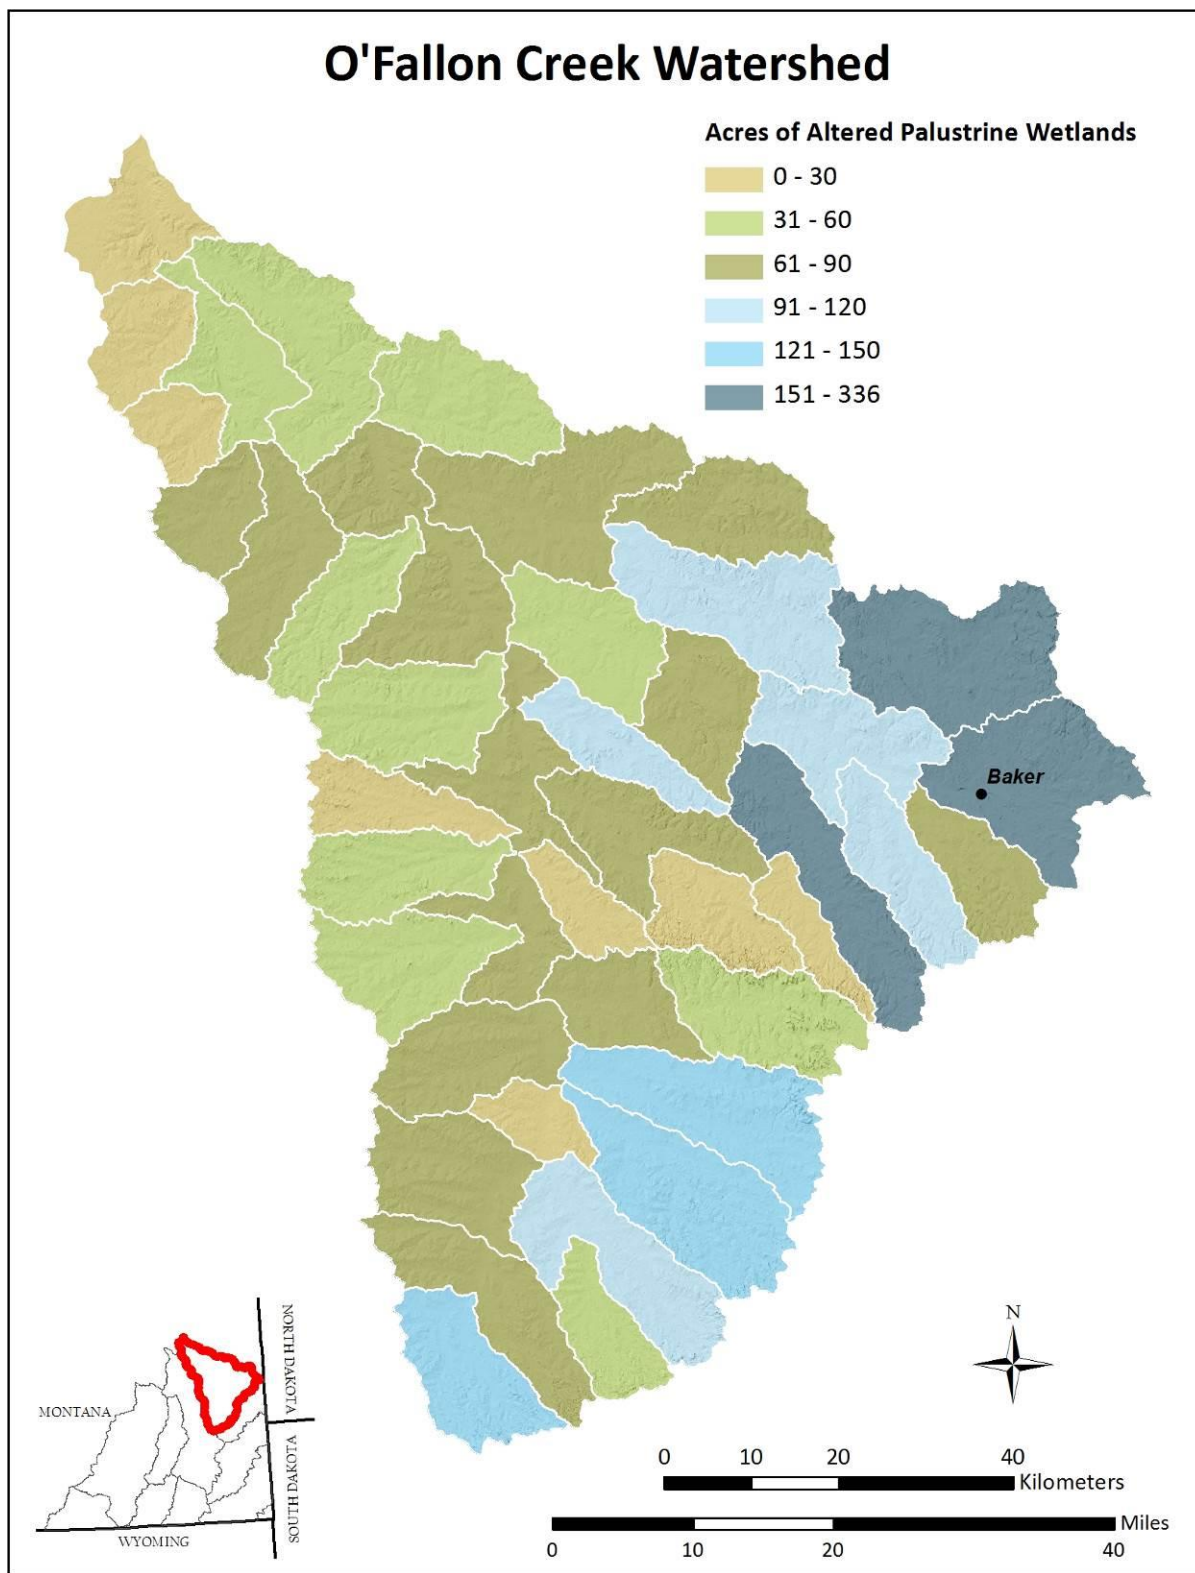 O'Fallon Creek Watershed
Acres of Altered Palustrine Wetlands
0 - 30
31 - 60
61 - 90
91 - 120
121 - 150
151 - 336
Baker
N
NORTH DAKOTA
MONTANA
SOUTH DAKOTA
WYOMING
0 10 20 40
Kilometers
Miles
0 10 20 40